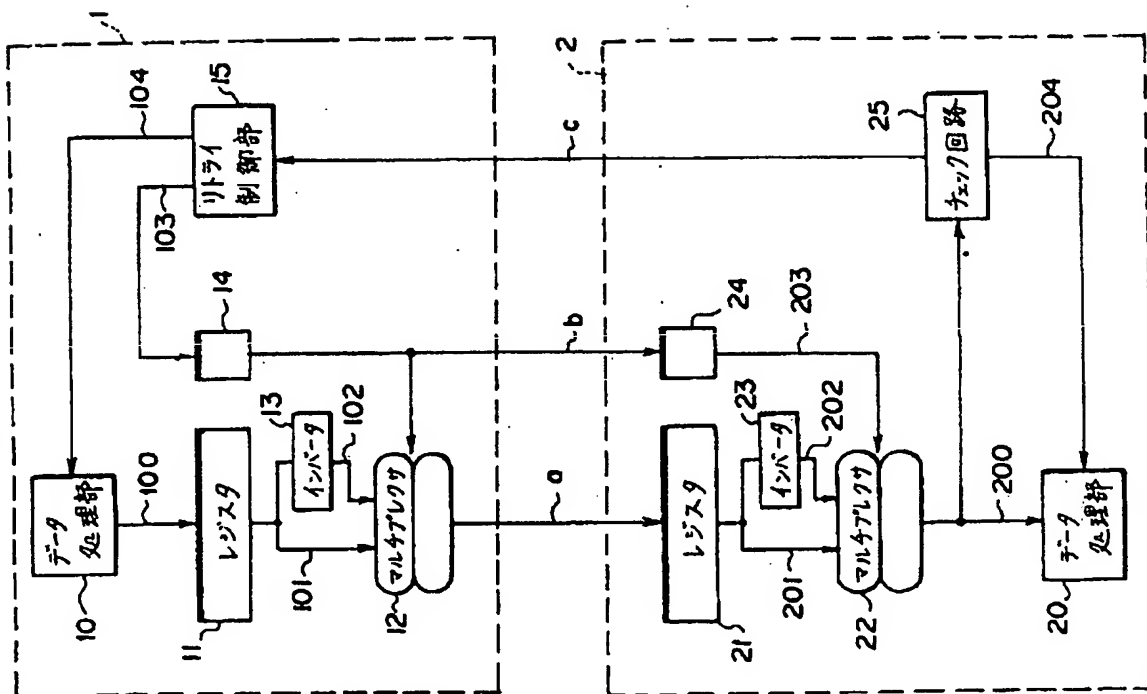 1
104
15
リトライ
制御部
103
データ
処理部
10
100
14
レジスタ
11
13
インバータ
102
101
マルチプレクサ
12
a
b
c
2
24
203
25
チェック回路
204
レジスタ
21
23
インバータ
202
201
マルチプレクサ
22
200
データ
処理部
20